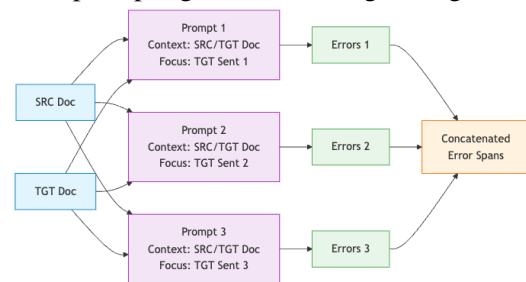 Prompt 1
Context: SRC/TGT Doc
Focus: TGT Sent 1
Errors 1
SRC Doc
Prompt 2
Context: SRC/TGT Doc
Focus: TGT Sent 2
Errors 2
Concatenated
Error Spans
TGT Doc
Prompt 3
Context: SRC/TGT Doc
Focus: TGT Sent 3
Errors 3